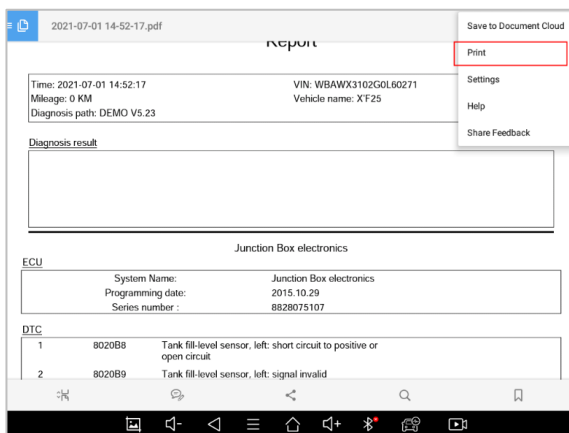 2021-07-01 14-52-17.pdf
Save to Document Cloud
Print
Settings
Help
Share Feedback
Report
Time: 2021-07-01 14:52:17
VIN: WBAWX3102G0L60271
Mileage: 0 KM
Vehicle name: X'F25
Diagnosis path: DEMO V5.23
Diagnosis result
Junction Box electronics
ECU
System Name: Junction Box electronics
Programming date: 2015.10.29
Series number : 8828075107
DTC
1 8020B8 Tank fill-level sensor, left: short circuit to positive or
open circuit
2 8020B9 Tank fill-level sensor, left: signal invalid